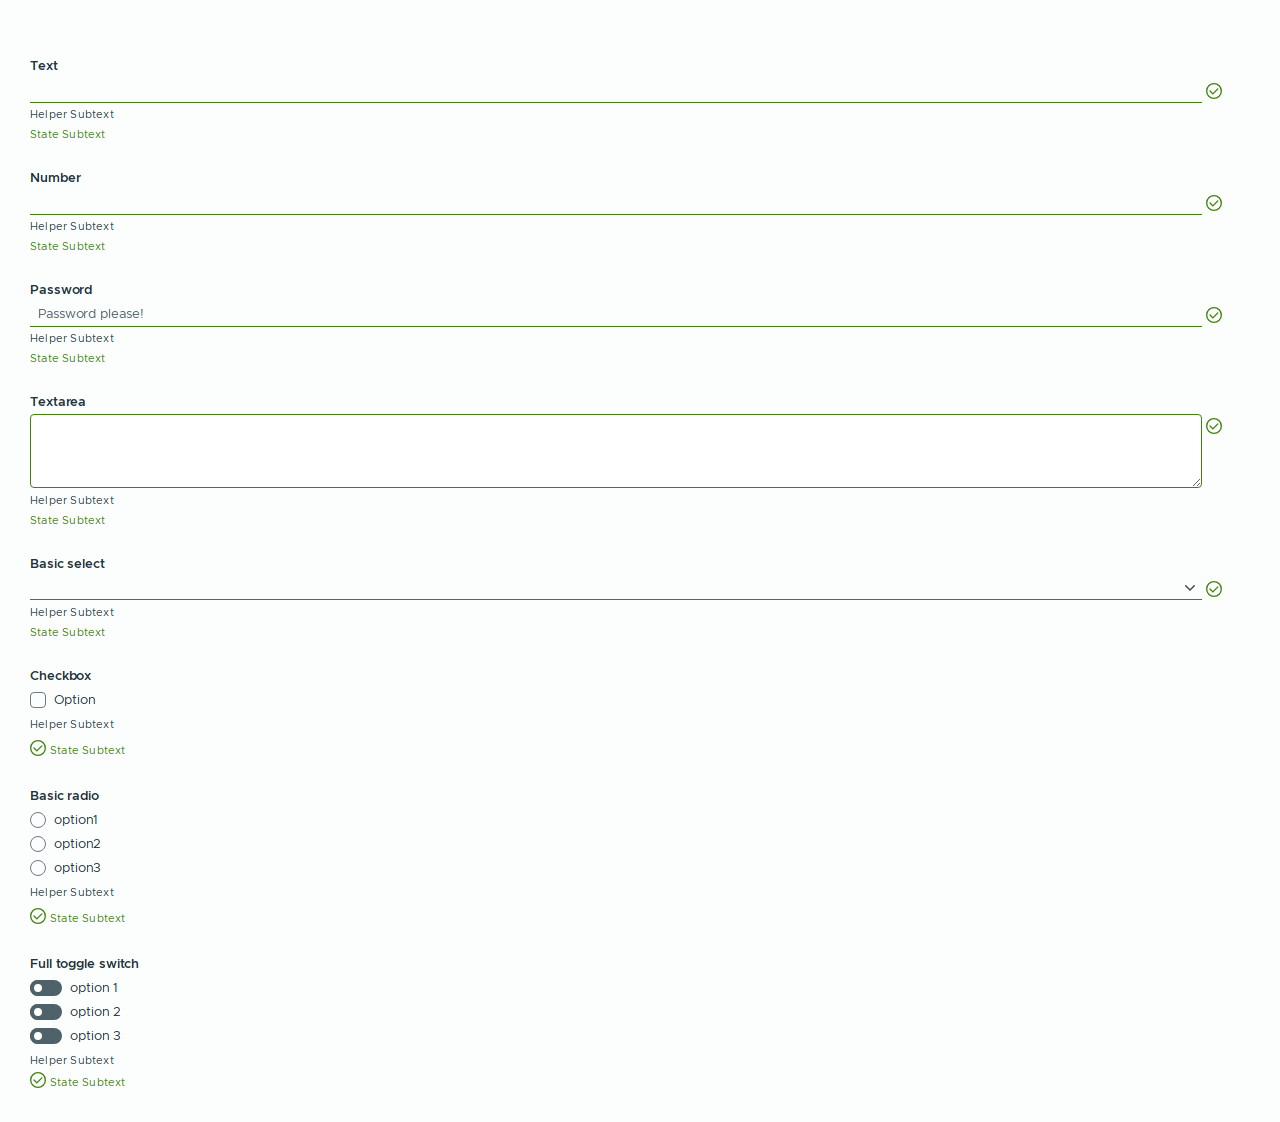 Text
Helper Subtext
State Subtext
Number
Helper Subtext
State Subtext
Password
Password please!
Helper Subtext
State Subtext
Textarea
Helper Subtext
State Subtext
Basic select
Helper Subtext
State Subtext
Checkbox
Option
Helper Subtext
State Subtext
Basic radio
option1
option2
option3
Helper Subtext
State Subtext
Full toggle switch
option 1
option 2
option 3
Helper Subtext
State Subtext